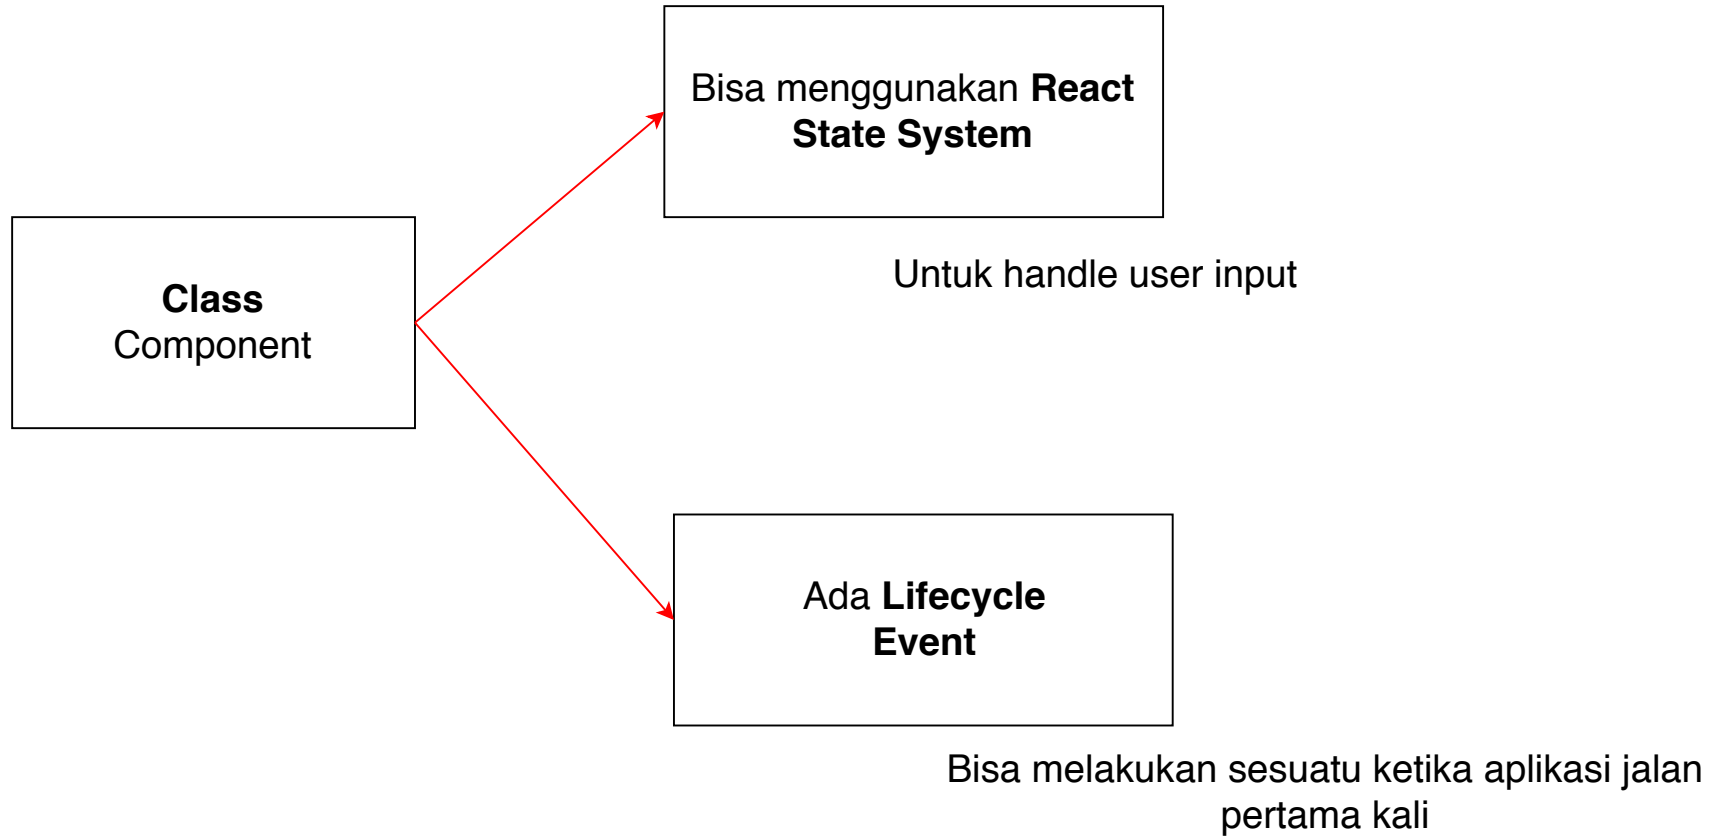 Bisa menggunakan React
State System
Untuk handle user input
Class
Component
Ada Lifecycle
Event
Bisa melakukan sesuatu ketika aplikasi jalan
pertama kali